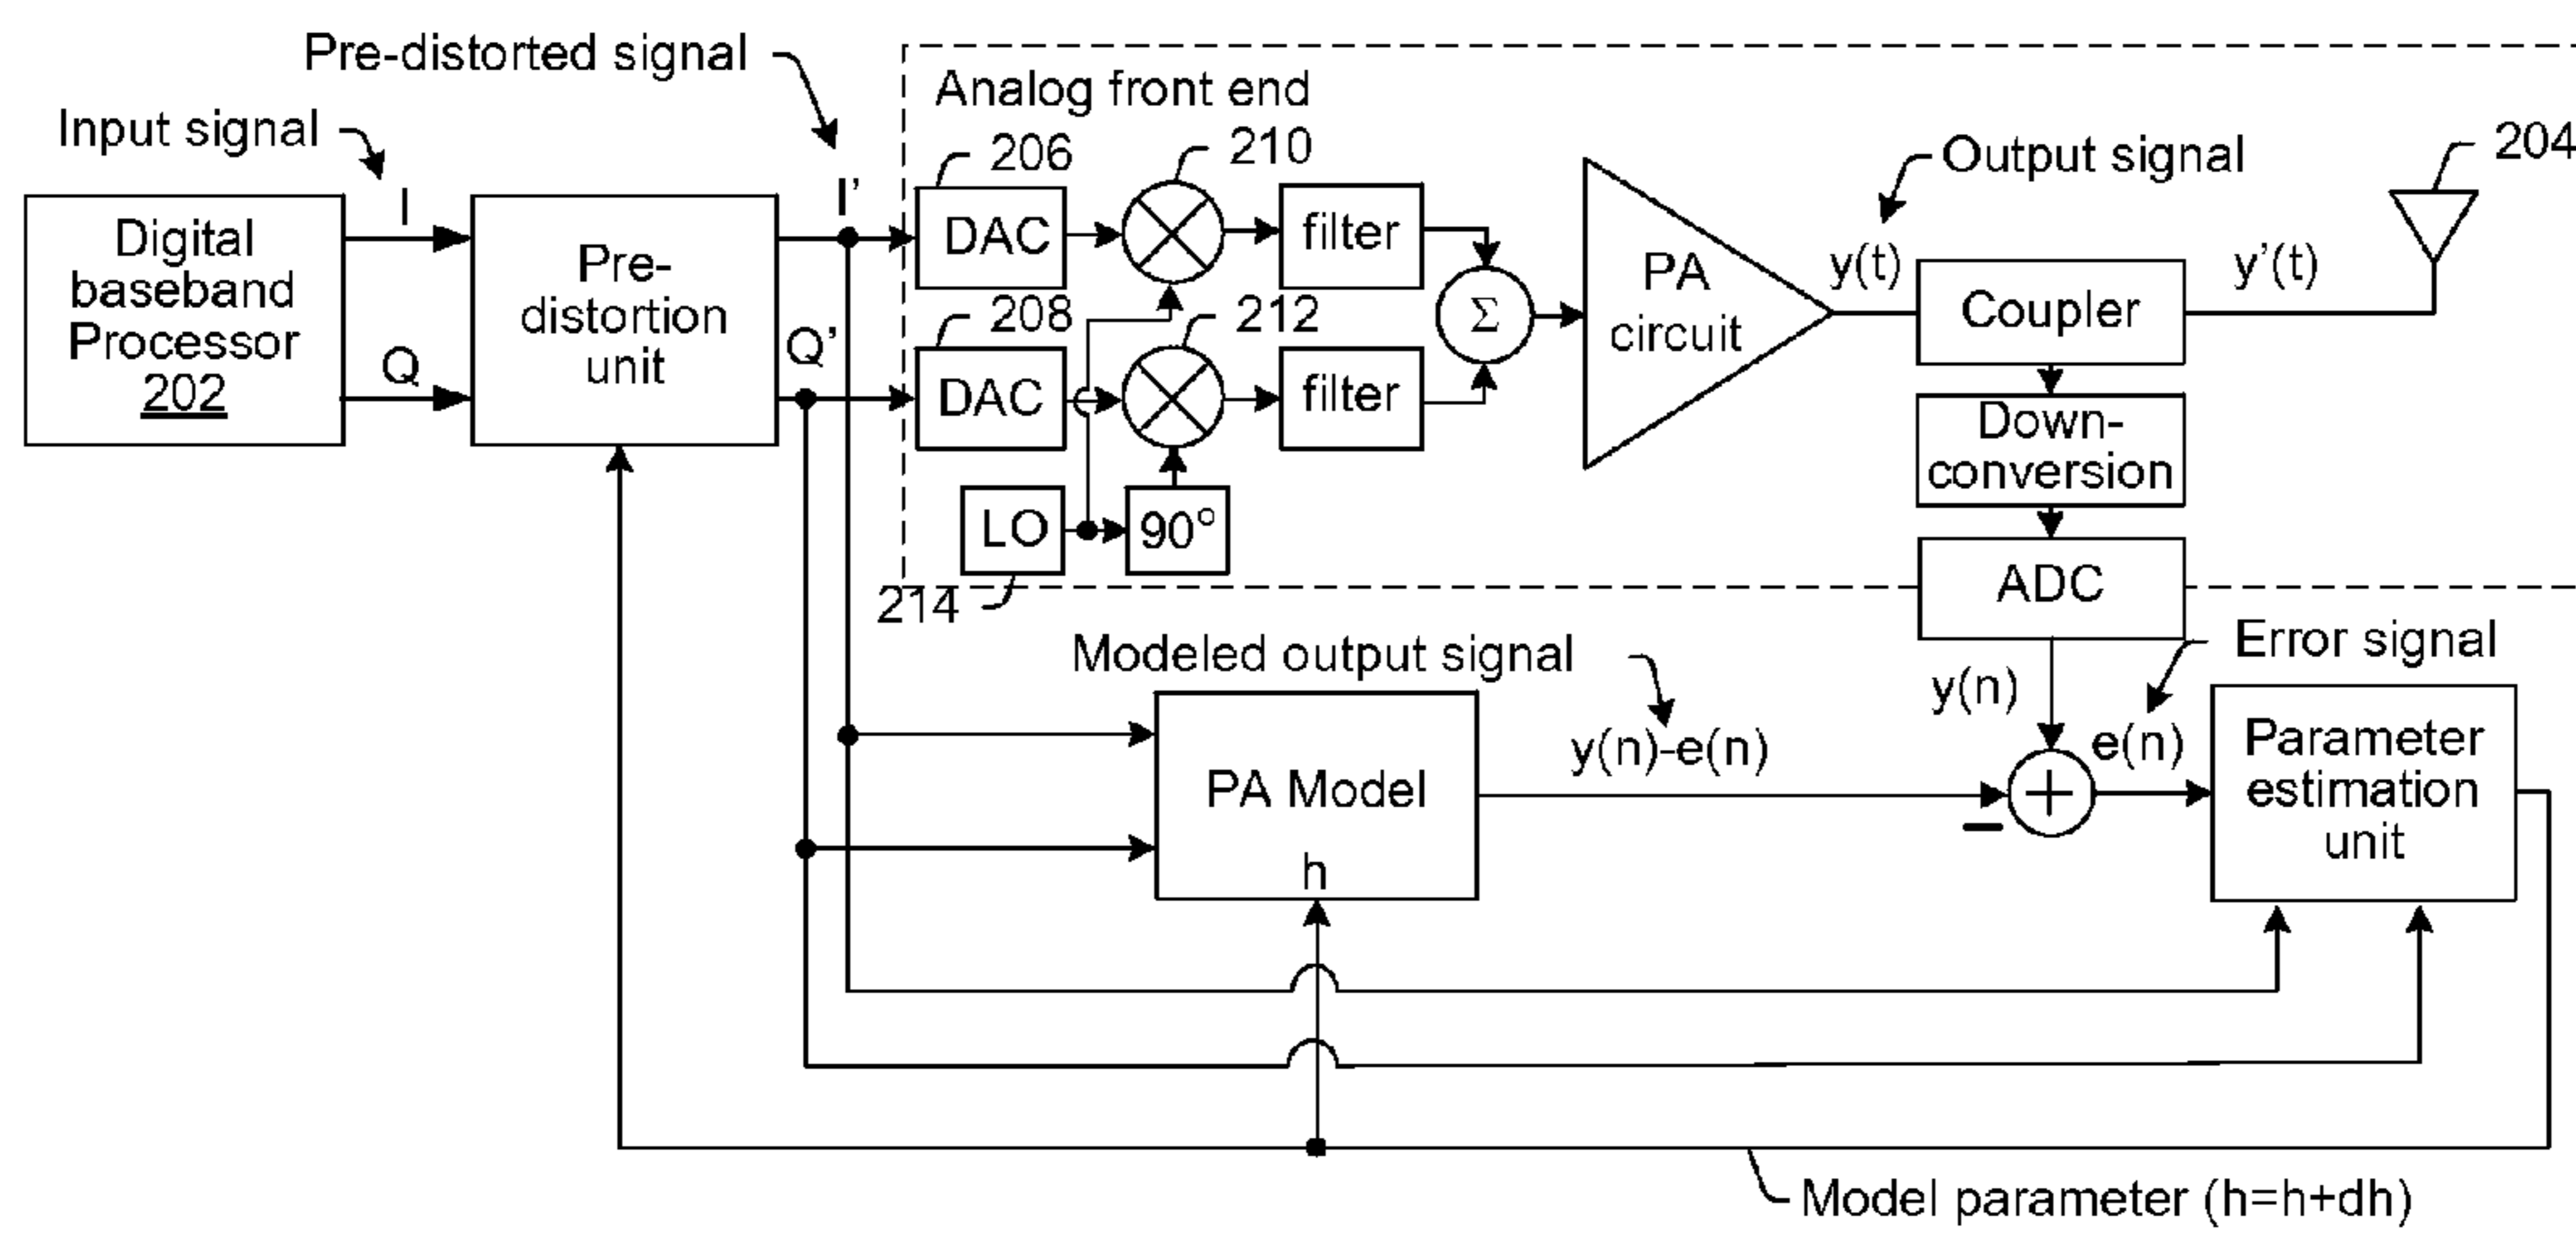 Pre-distorted signal
Input signal
Analog front end
206
210
Output signal
204
I
I’
Digital
baseband
Processor
202
Q
Pre-
distortion
unit
Q’
DAC
filter
208
212
DAC
filter
Σ
PA
circuit
y(t)
Coupler
y’(t)
Down-
conversion
LO
90°
214
ADC
Modeled output signal
Error signal
y(n)
y(n)-e(n)
e(n)
PA Model
h
Parameter
estimation
unit
+
–
Model parameter (h=h+dh)